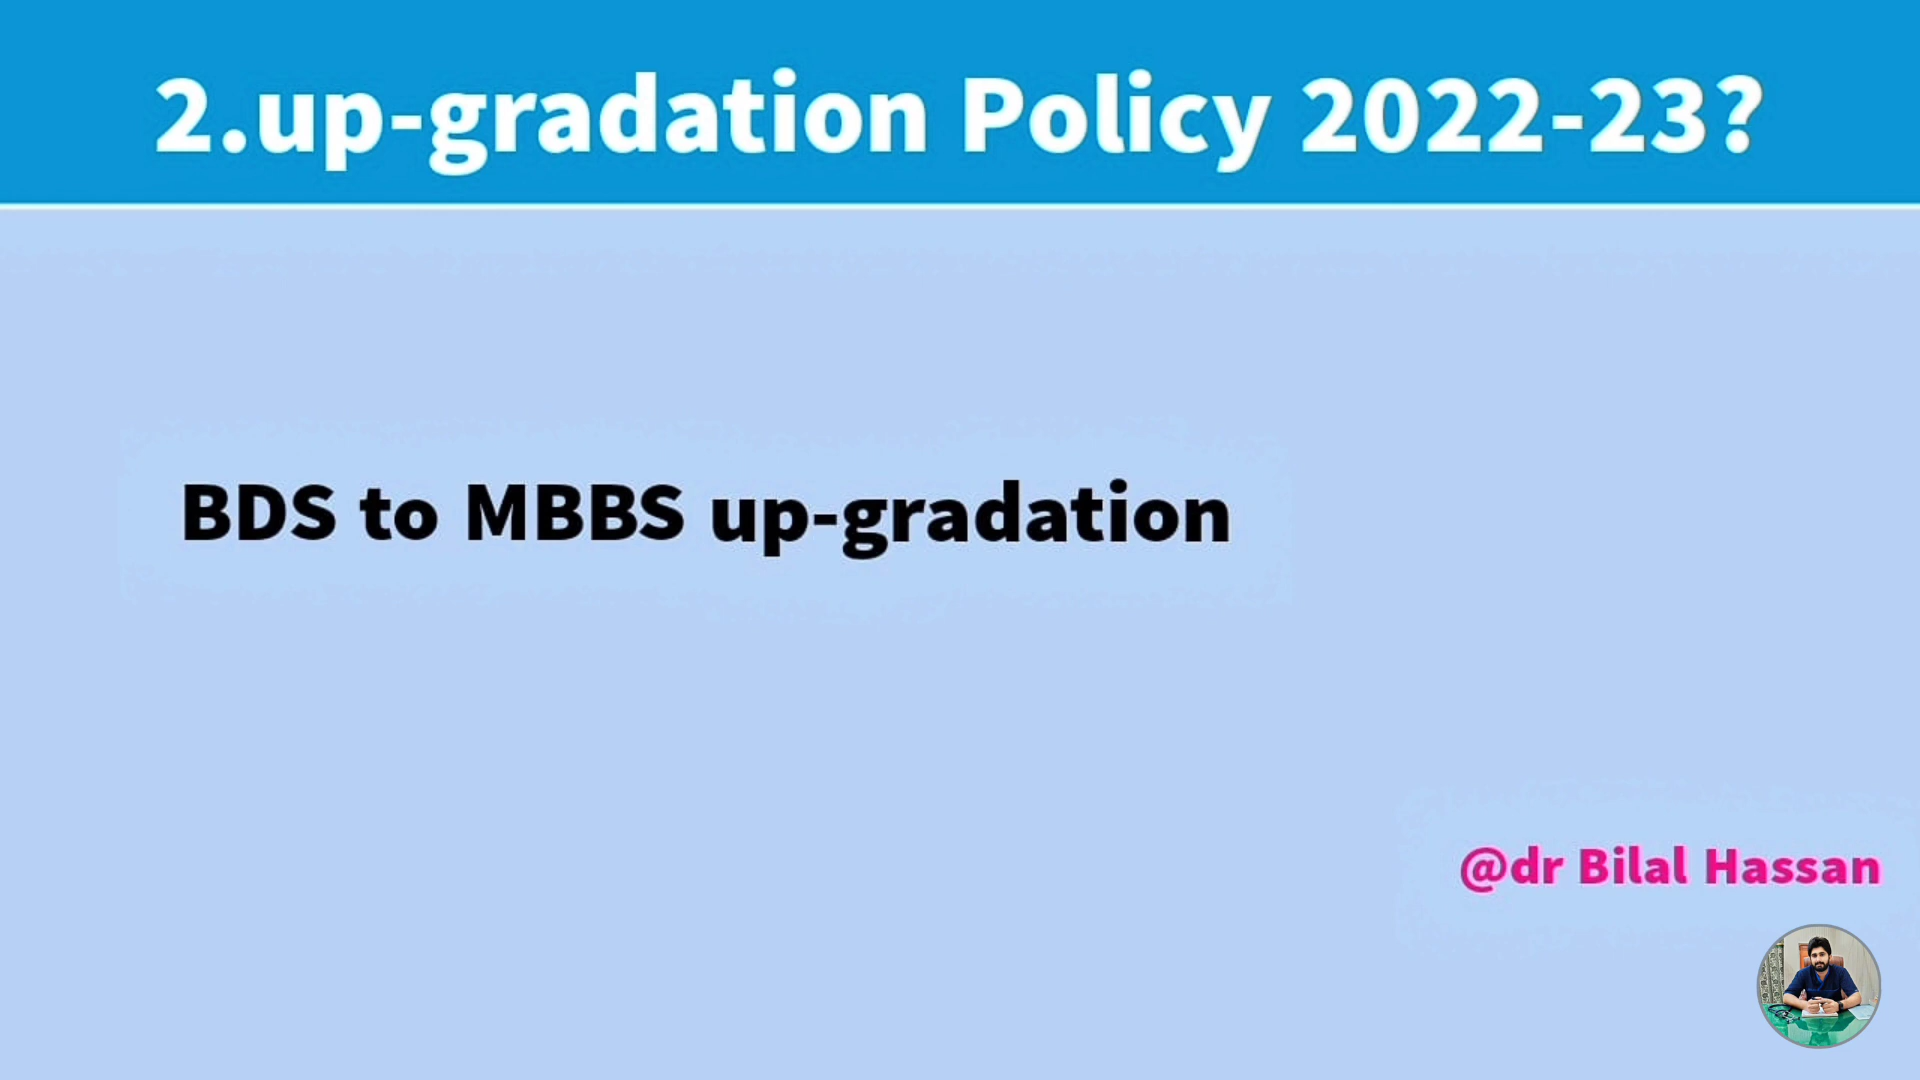 2.up-gradation Policy 2022-23?
BDS to MBBS up-gradation
@dr Bilal Hassan